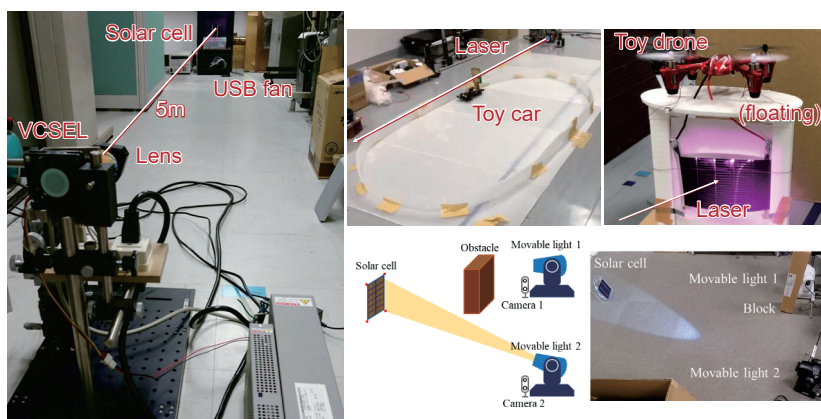 Solar cell
USB fan
5m
VCSEL
Lens
Laser
Toy car
Toy drone
(floating)
Laser
Solar cell
Obstacle
Movable light 1
Camera 1
Movable light 2
Camera 2
Solar cell
Movable light 1
Block
Movable light 2